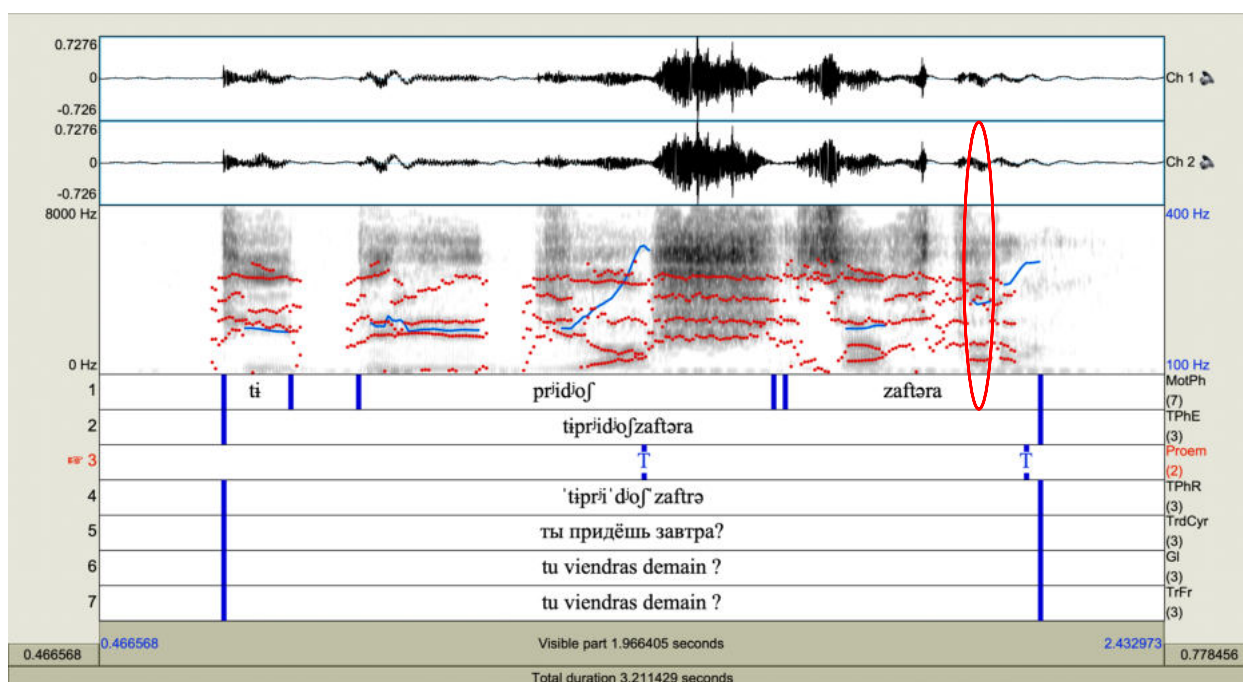 0.7276
0
-0.726
Ch 1
0.7276
0
-0.726
Ch 2
8000 Hz
400 Hz
0 Hz
100 Hz
1 tɨ prʲidʲoʃ zaftəra MotPh (7)
2 tɨprʲidʲoʃzaftəra TPhE (3)
3 T T Proem (2)
4 ˈtɨprʲiˈdʲoʃˈzaftrə TPhR (3)
5 ты придёшь завтра? TrdCyr (3)
6 tu viendras demain ? Gl (3)
7 tu viendras demain ? TrFr (3)
0.466568 Visible part 1.966405 seconds 2.432973
0.466568 0.778456
Total duration 3.211429 seconds